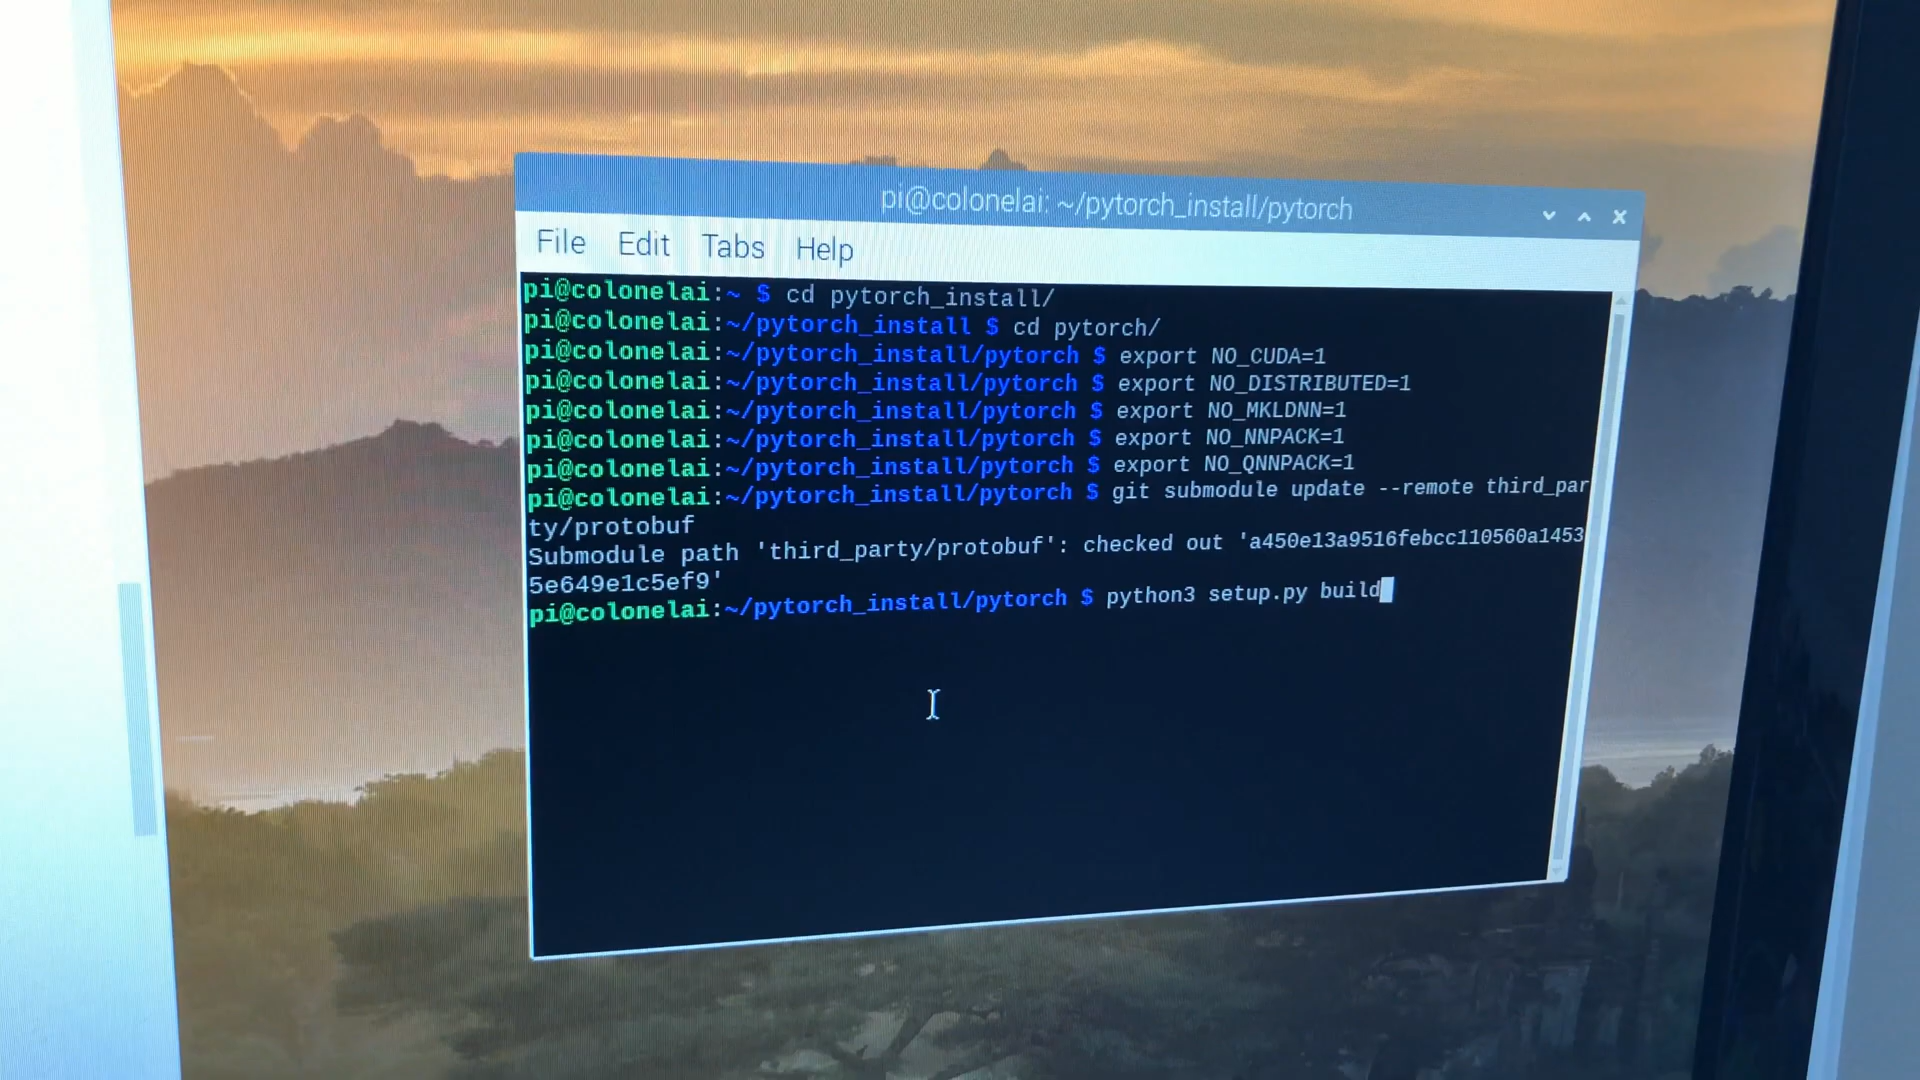 pi@colonelai: ~/pytorch_install/pytorch
File Edit Tabs Help
pi@colonelai:~ $ cd pytorch_install/
pi@colonelai:~/pytorch_install $ cd pytorch/
pi@colonelai:~/pytorch_install/pytorch $ export NO_CUDA=1
pi@colonelai:~/pytorch_install/pytorch $ export NO_DISTRIBUTED=1
pi@colonelai:~/pytorch_install/pytorch $ export NO_MKLDNN=1
pi@colonelai:~/pytorch_install/pytorch $ export NO_NNPACK=1
pi@colonelai:~/pytorch_install/pytorch $ export NO_QNNPACK=1
pi@colonelai:~/pytorch_install/pytorch $ git submodule update --remote third_par
ty/protobuf
Submodule path 'third_party/protobuf': checked out 'a450e13a9516febcc110560a1453
5e649e1c5ef9'
pi@colonelai:~/pytorch_install/pytorch $ python3 setup.py build